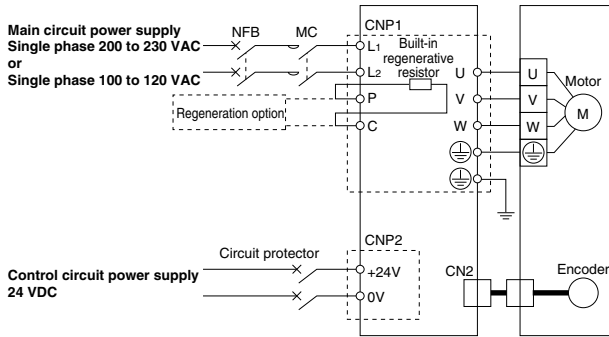 Main circuit power supply
Single phase 200 to 230 VAC
or
Single phase 100 to 120 VAC
NFB
MC
CNP1
L1
L2
P
C
Built-in
regenerative
resistor
Regeneration option
U
V
W
U
V
W
Motor
M
Control circuit power supply
24 VDC
Circuit protector
CNP2
+24V
0V
CN2
Encoder